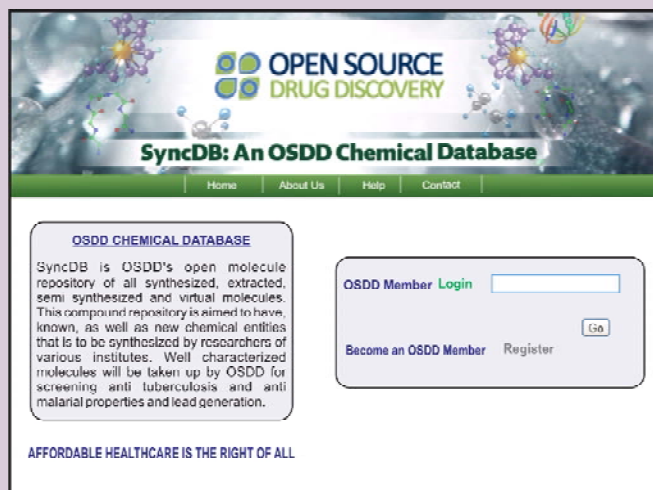 OPEN SOURCE
DRUG DISCOVERY
SyncDB: An OSDD Chemical Database
Home About Us Help Contact
OSDD CHEMICAL DATABASE
SyncDB is OSDD's open molecule
repository of all synthesized, extracted,
semi synthesized and virtual molecules.
This compound repository is aimed to have,
known, as well as new chemical entities
that is to be synthesized by researchers of
various institutes. Well characterized
molecules will be taken up by OSDD for
screening anti tuberculosis and anti
malarial properties and lead generation.
OSDD Member Login
Go
Become an OSDD Member Register
AFFORDABLE HEALTHCARE IS THE RIGHT OF ALL